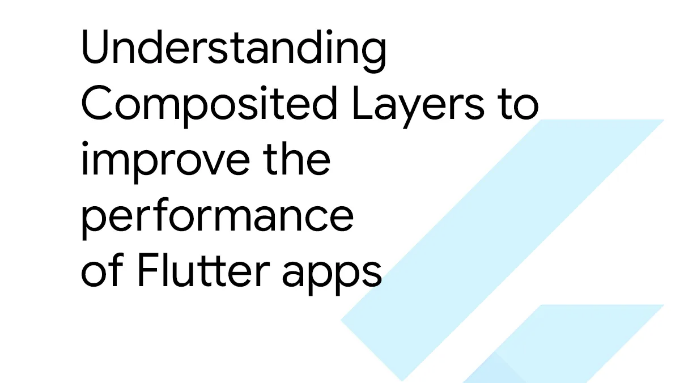 Understanding
Composited Layers to
improve the
performance
of Flutter apps